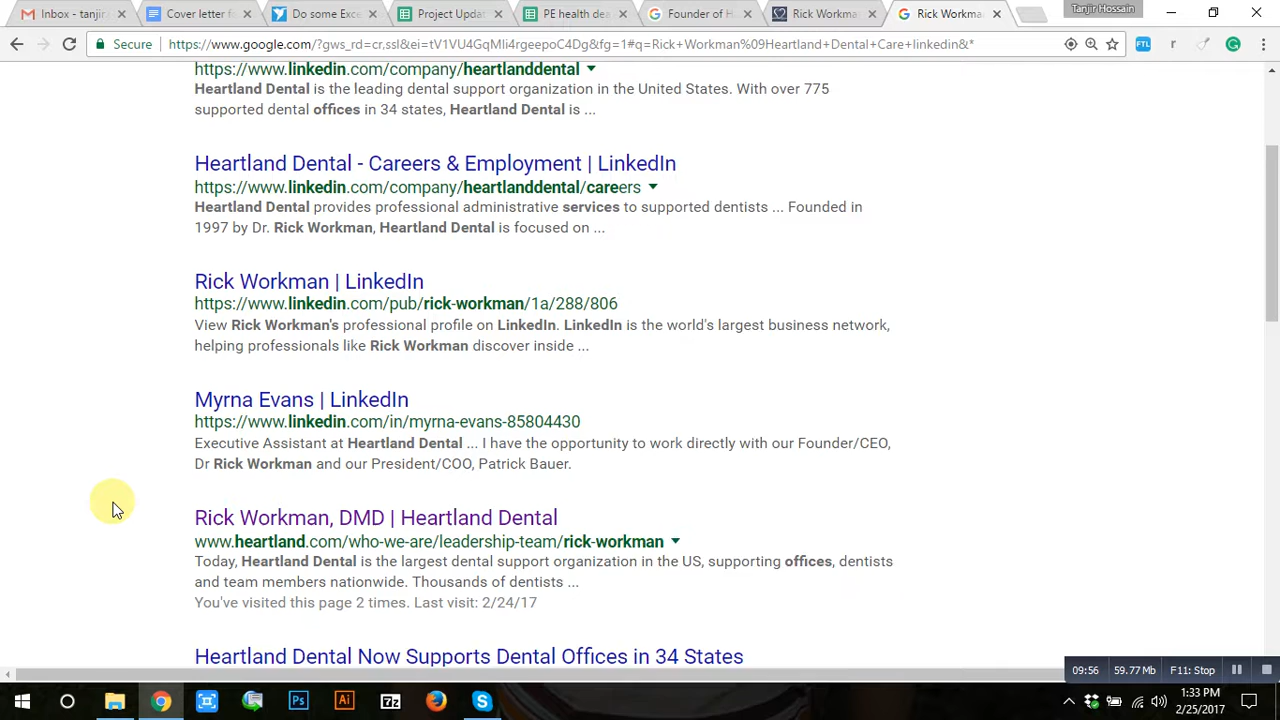 Inbox - tanjir
Cover letter f
Do some Exce
Project Updat
PE health dea
Founder of H
Rick Workman
Rick Workma
Tanjir Hossain
Secure
https://www.google.com/?gws_rd=cr,ssl&ei=tV1VU4GqMli4rgeepoC4Dg&fg=1#q=Rick+Workman%09Heartland+Dental+Care+linkedin&*
FTL
r
https://www.linkedin.com/company/heartlanddental
Heartland Dental is the leading dental support organization in the United States. With over 775
supported dental offices in 34 states, Heartland Dental is ...
Heartland Dental - Careers & Employment | LinkedIn
https://www.linkedin.com/company/heartlanddental/careers
Heartland Dental provides professional administrative services to supported dentists ... Founded in
1997 by Dr. Rick Workman, Heartland Dental is focused on ...
Rick Workman | LinkedIn
https://www.linkedin.com/pub/rick-workman/1a/288/806
View Rick Workman's professional profile on LinkedIn. LinkedIn is the world's largest business network,
helping professionals like Rick Workman discover inside ...
Myrna Evans | LinkedIn
https://www.linkedin.com/in/myrna-evans-85804430
Executive Assistant at Heartland Dental ... I have the opportunity to work directly with our Founder/CEO,
Dr Rick Workman and our President/COO, Patrick Bauer.
Rick Workman, DMD | Heartland Dental
www.heartland.com/who-we-are/leadership-team/rick-workman
Today, Heartland Dental is the largest dental support organization in the US, supporting offices, dentists
and team members nationwide. Thousands of dentists ...
You've visited this page 2 times. Last visit: 2/24/17
Heartland Dental Now Supports Dental Offices in 34 States
09:56
59.77 Mb
F11: Stop
Ps
Ai
7z
1:33 PM
2/25/2017